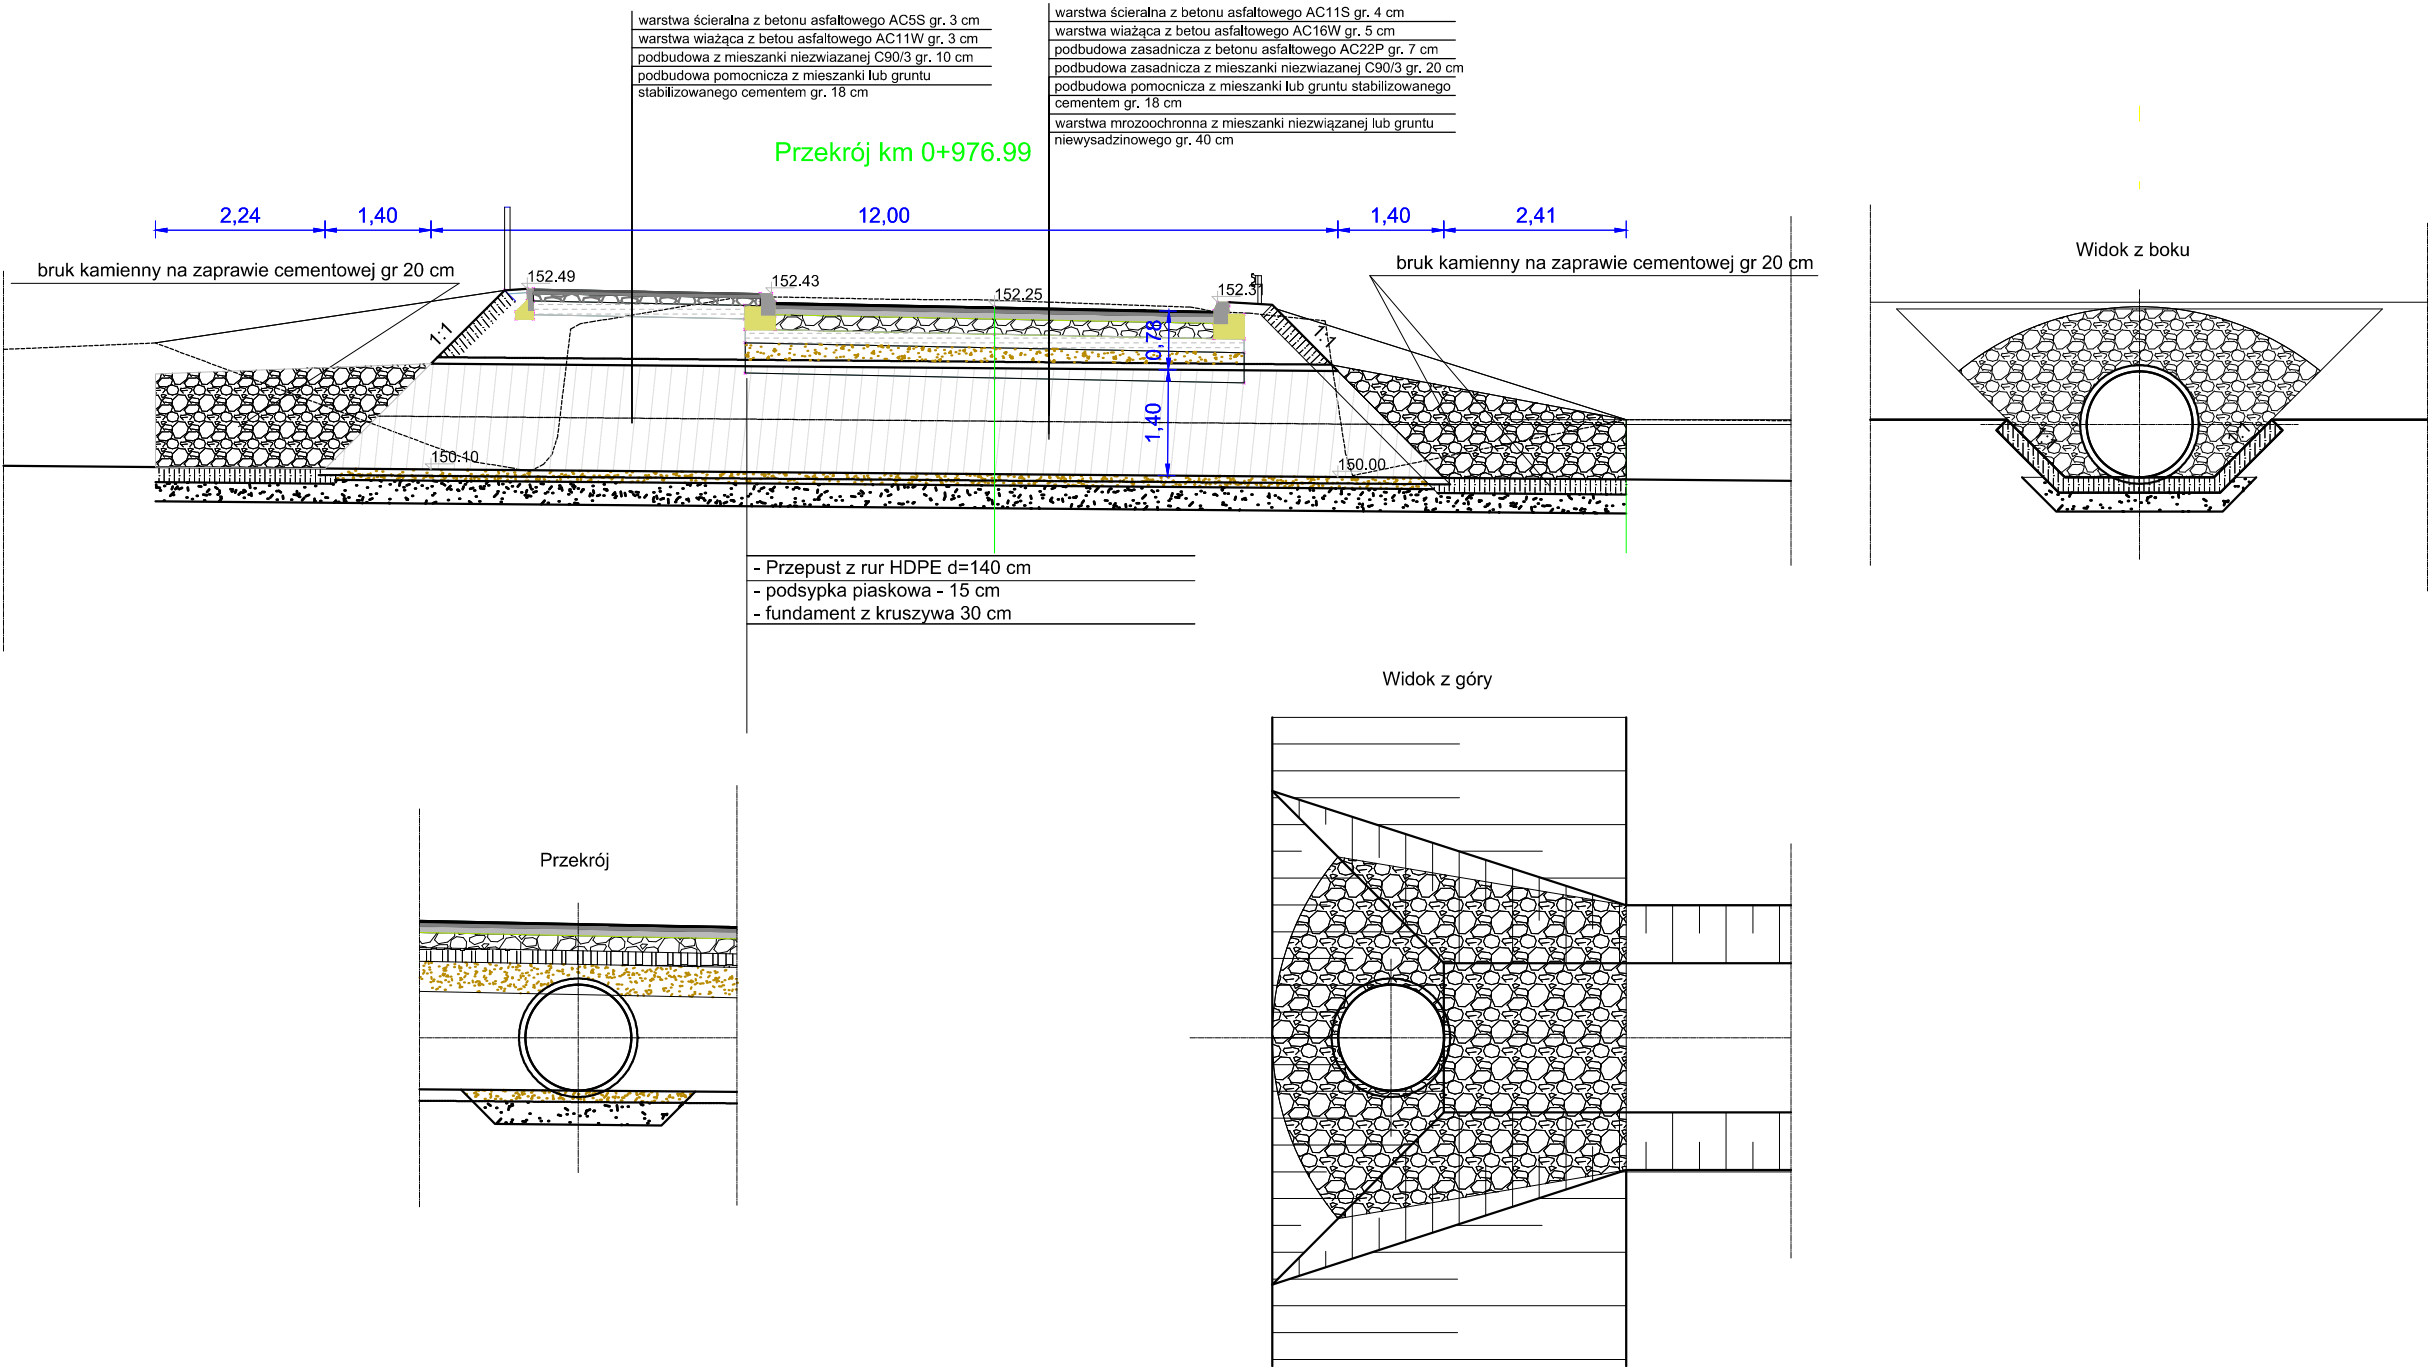 warstwa ścieralna z betonu asfaltowego AC5S gr. 3 cm
warstwa wiażąca z betou asfaltowego AC11W gr. 3 cm
podbudowa z mieszanki niezwiazanej C90/3 gr. 10 cm
podbudowa pomocnicza z mieszanki lub gruntu
stabilizowanego cementem gr. 18 cm
warstwa ścieralna z betonu asfaltowego AC11S gr. 4 cm
warstwa wiażąca z betou asfaltowego AC16W gr. 5 cm
podbudowa zasadnicza z betonu asfaltowego AC22P gr. 7 cm
podbudowa zasadnicza z mieszanki niezwiazanej C90/3 gr. 20 cm
podbudowa pomocnicza z mieszanki lub gruntu stabilizowanego
cementem gr. 18 cm
warstwa mrozoochronna z mieszanki niezwiązanej lub gruntu
niewysadzinowego gr. 40 cm
Przekrój km 0+976.99
2,24
1,40
12,00
1,40
2,41
bruk kamienny na zaprawie cementowej gr 20 cm
bruk kamienny na zaprawie cementowej gr 20 cm
Widok z boku
152.49
152.43
152.25
152.31
1:1
1:1
0,78
1,40
150.10
150.00
1:1
1:1
- Przepust z rur HDPE d=140 cm
- podsypka piaskowa - 15 cm
- fundament z kruszywa 30 cm
Widok z góry
Przekrój